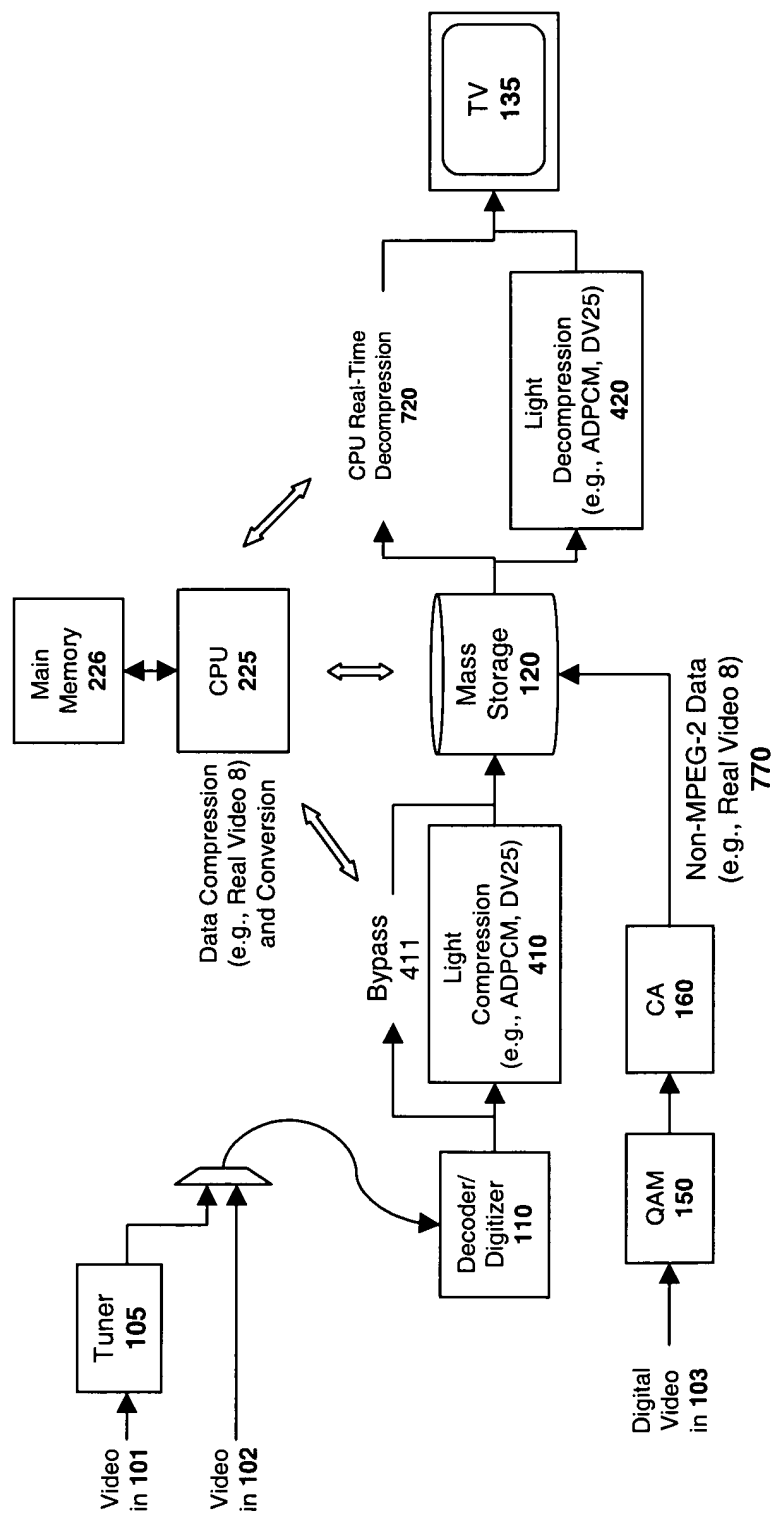 Video
in 101
Video
in 102
Tuner
105
Decoder/
Digitizer
110
Digital
Video
in 103
QAM
150
CA
160
Bypass
411
Light
Compression
(e.g., ADPCM, DV25)
410
Data Compression
(e.g., Real Video 8)
and Conversion
Main
Memory
226
CPU
225
Mass
Storage
120
Non-MPEG-2 Data
(e.g., Real Video 8)
770
CPU Real-Time
Decompression
720
Light
Decompression
(e.g., ADPCM, DV25)
420
TV
135